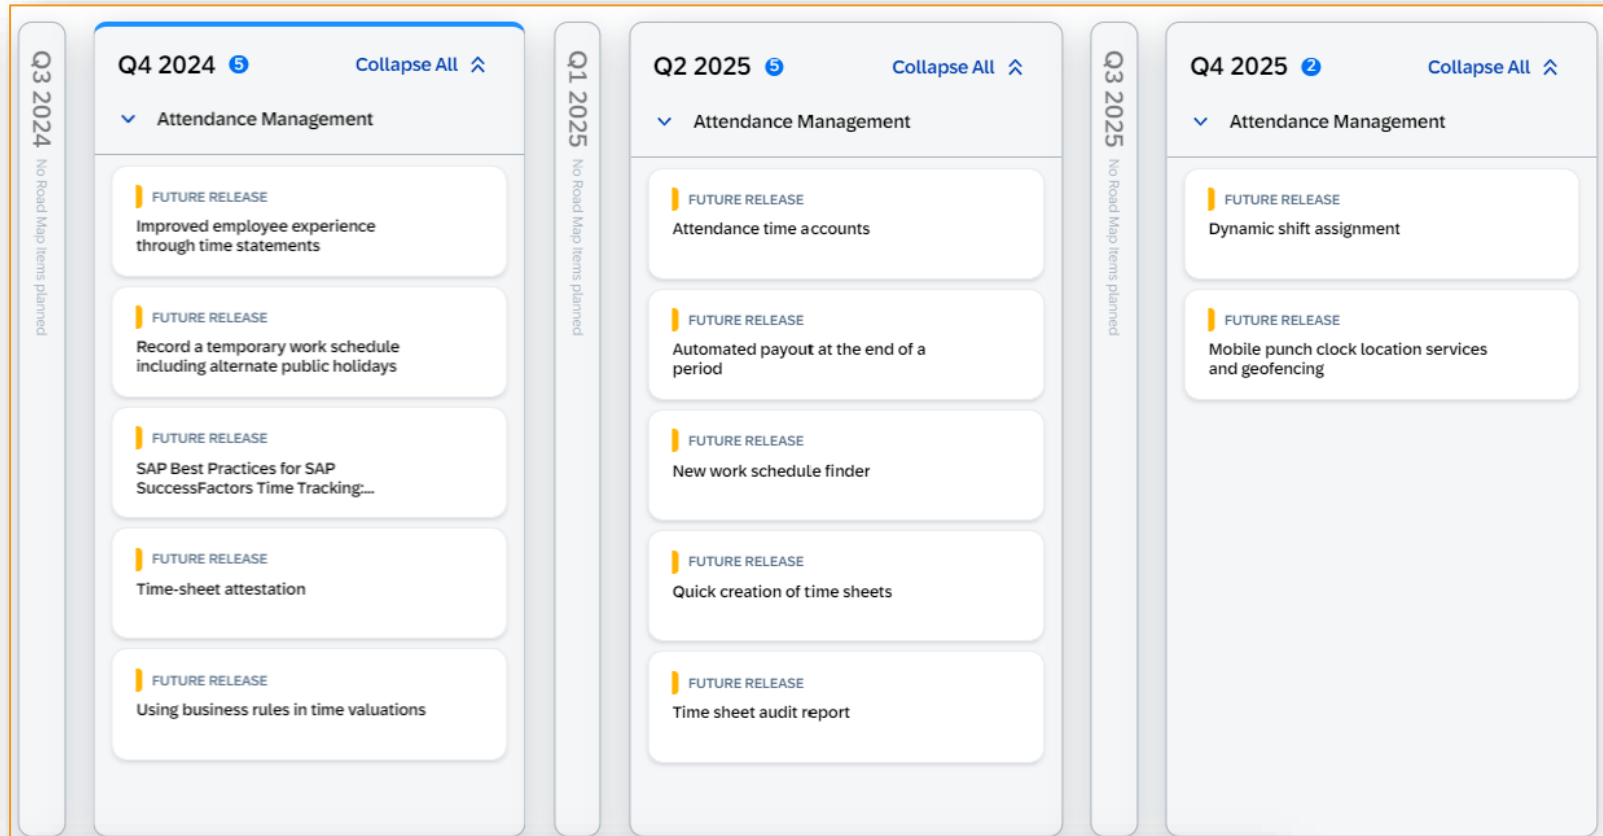 Q3 2024 No Road Map Items planned
Q4 2024 5 Collapse All
Attendance Management
FUTURE RELEASE
Improved employee experience
through time statements
FUTURE RELEASE
Record a temporary work schedule
including alternate public holidays
FUTURE RELEASE
SAP Best Practices for SAP
SuccessFactors Time Tracking:...
FUTURE RELEASE
Time-sheet attestation
FUTURE RELEASE
Using business rules in time valuations
Q1 2025 No Road Map Items planned
Q2 2025 5 Collapse All
Attendance Management
FUTURE RELEASE
Attendance time accounts
FUTURE RELEASE
Automated payout at the end of a
period
FUTURE RELEASE
New work schedule finder
FUTURE RELEASE
Quick creation of time sheets
FUTURE RELEASE
Time sheet audit report
Q3 2025 No Road Map Items planned
Q4 2025 2 Collapse All
Attendance Management
FUTURE RELEASE
Dynamic shift assignment
FUTURE RELEASE
Mobile punch clock location services
and geofencing